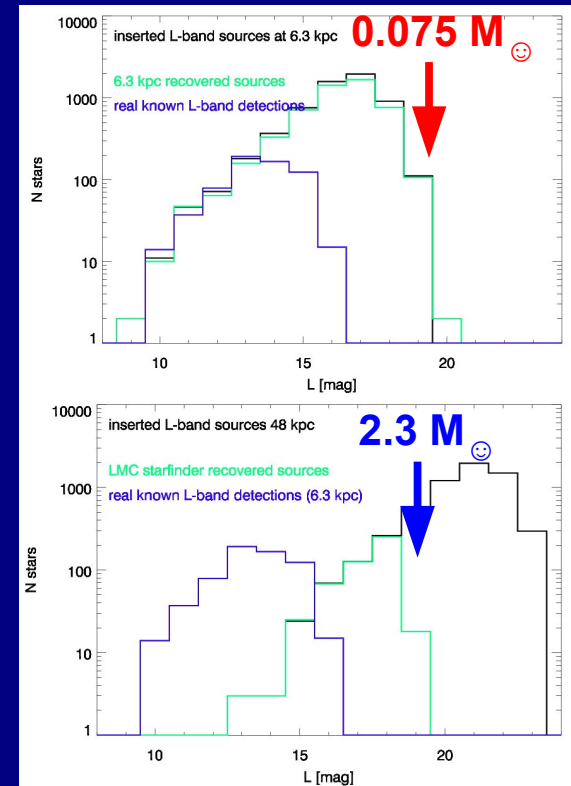 10000
inserted L-band sources at 6.3 kpc
0.075 M☺
6.3 kpc recovered sources
real known L-band detections
1000
100
10
1
N stars
10 15 20
L [mag]
10000
inserted L-band sources 48 kpc
2.3 M☺
LMC starfinder recovered sources
real known L-band detections (6.3 kpc)
1000
100
10
1
N stars
10 15 20
L [mag]